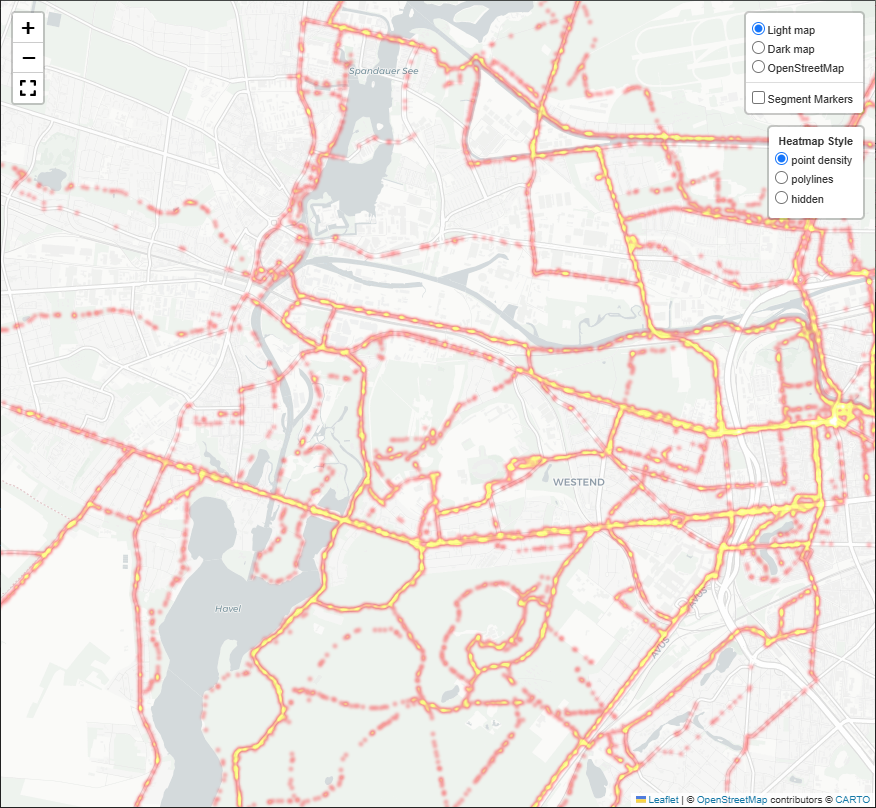 +
−
Spandauer See
Light map
Dark map
OpenStreetMap
Segment Markers
Heatmap Style
point density
polylines
hidden
WESTEND
Havel
AVUS
AVUS
Leaflet | © OpenStreetMap contributors © CARTO